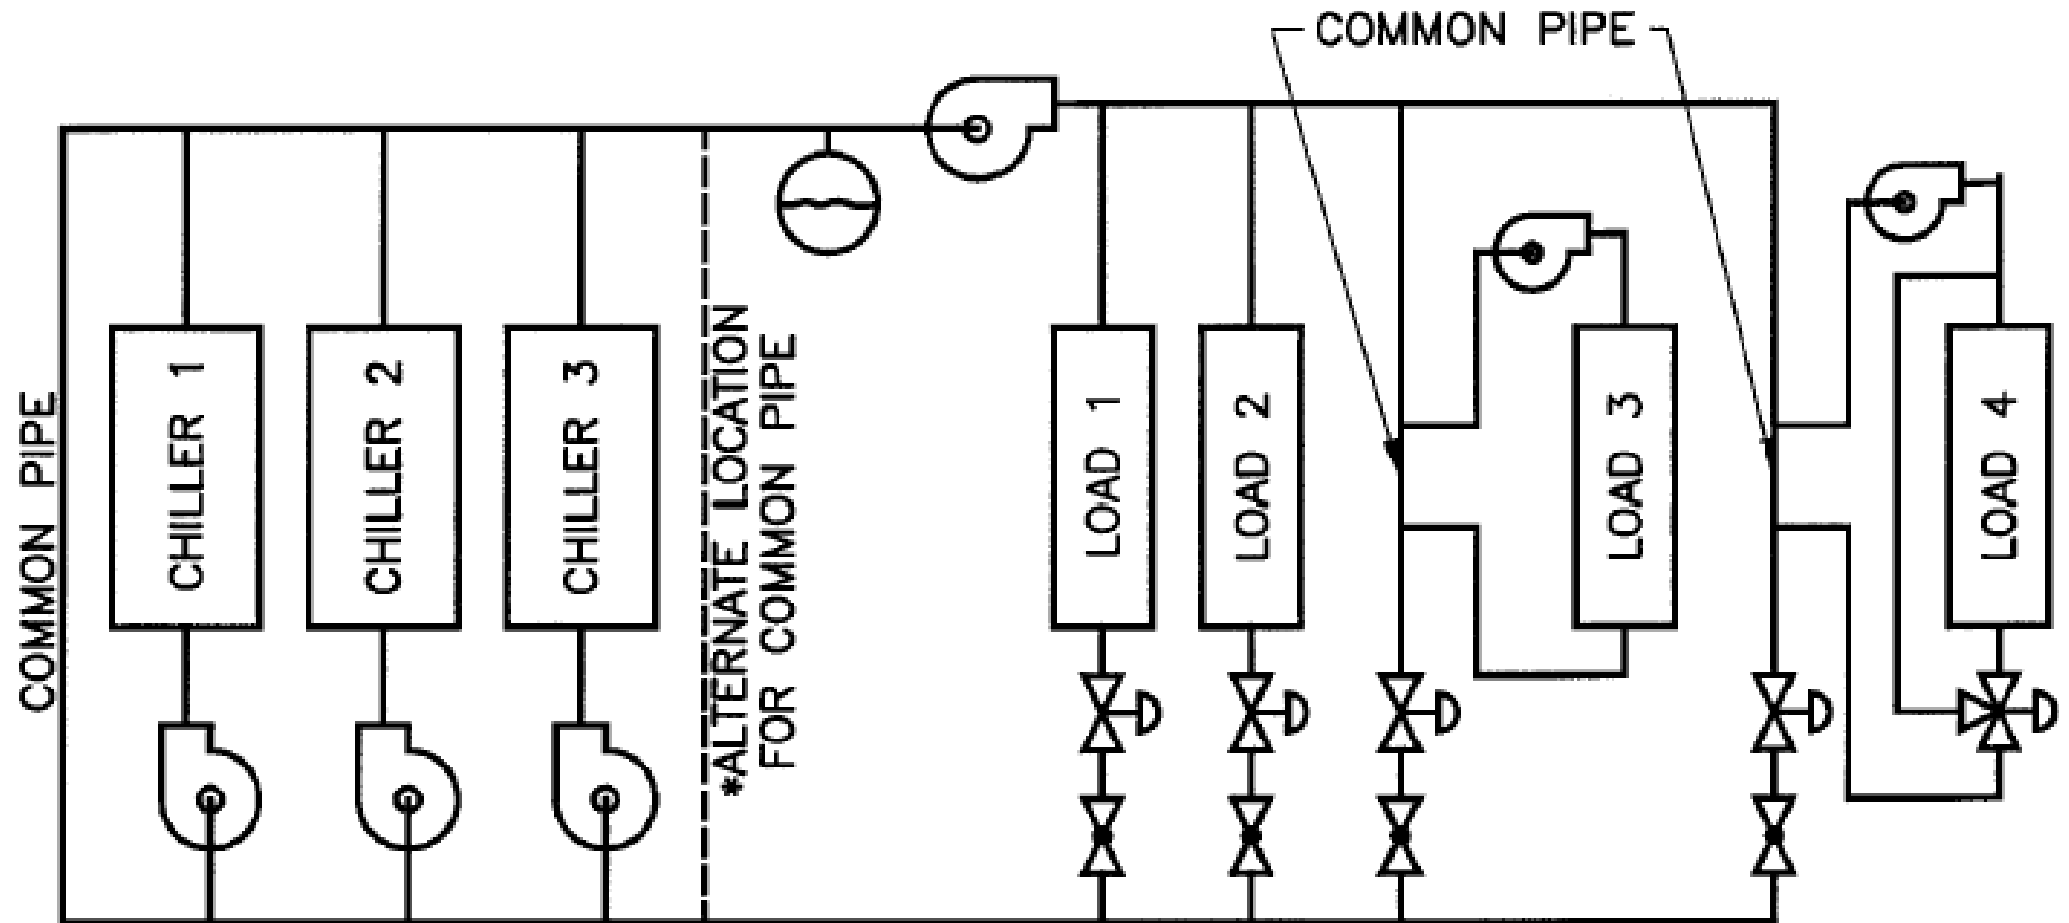 COMMON PIPE
COMMON PIPE
CHILLER 1
CHILLER 2
CHILLER 3
*ALTERNATE LOCATION
FOR COMMON PIPE
LOAD 1
LOAD 2
LOAD 3
LOAD 4